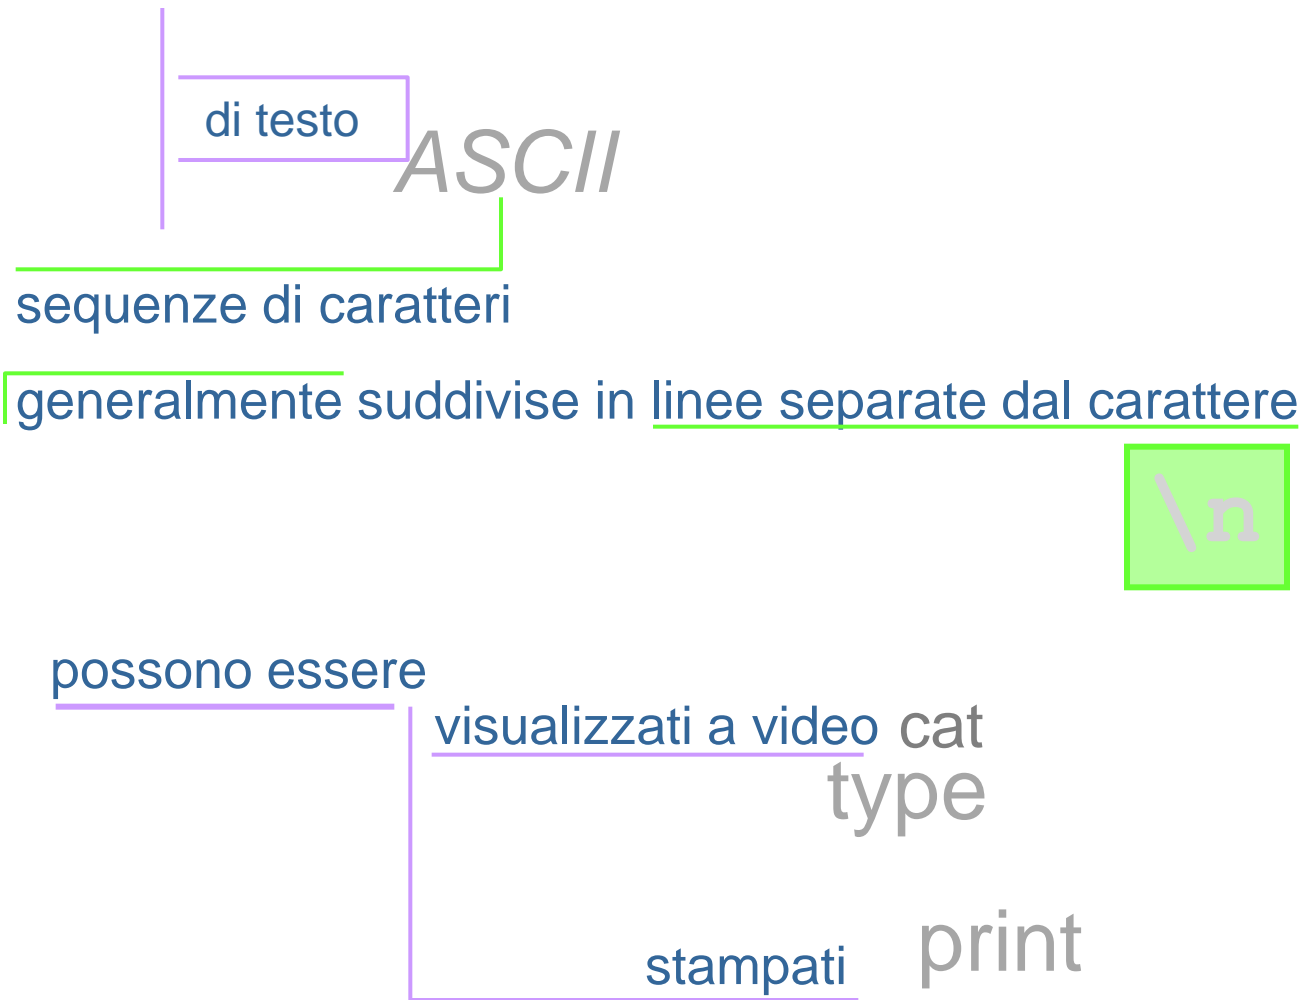 di testo
ASCII
sequenze di caratteri
generalmente suddivise in linee separate dal carattere
\n
possono essere
visualizzati a video cat
type
print
stampati